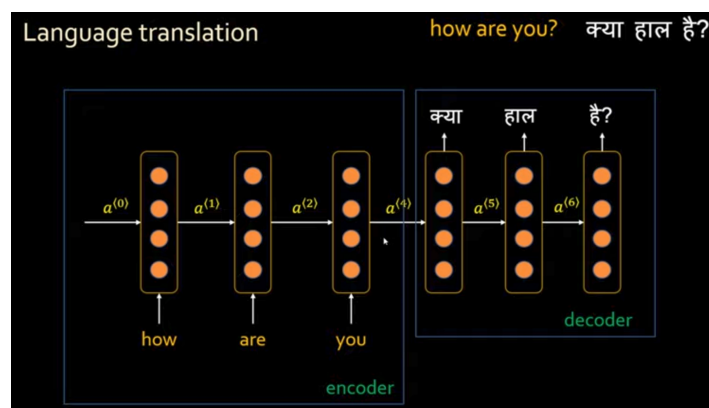 Language translation
how are you? क्या हाल है?
क्या हाल है?
a⟨0⟩ a⟨1⟩ a⟨2⟩ a⟨4⟩ a⟨5⟩ a⟨6⟩
how are you
decoder
encoder